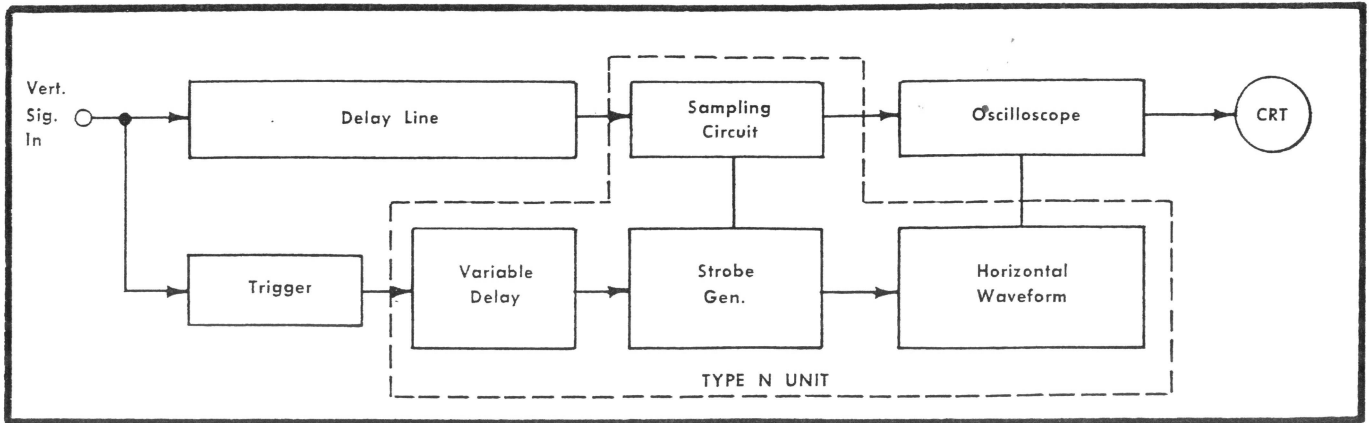 Vert.
Sig.
In
Delay Line
Sampling
Circuit
Oscilloscope
CRT
Trigger
Variable
Delay
Strobe
Gen.
Horizontal
Waveform
TYPE N UNIT